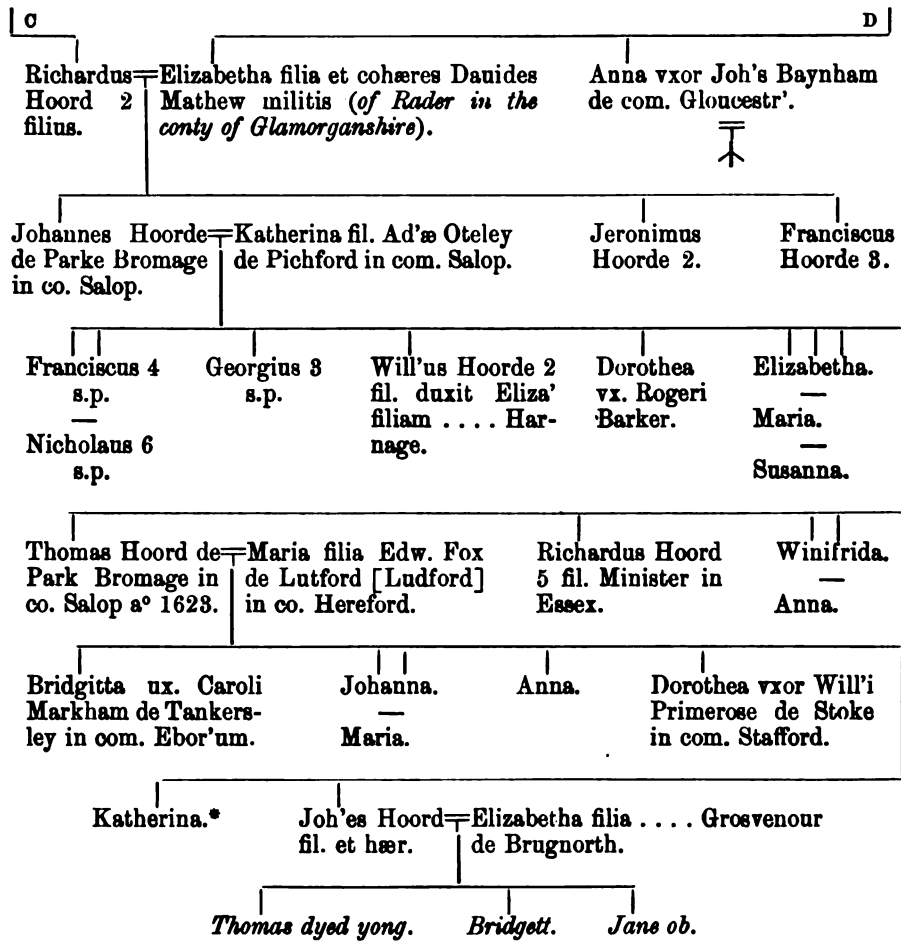 C D
Richardus Hoord 2 filius.
Elizabetha filia et cohæres Dauides
Mathew militis (of Rader in the
conty of Glamorganshire).
Anna vxor Joh's Baynham
de com. Gloucestr'.
Johannes Hoorde
de Parke Bromage
in co. Salop.
Katherina fil. Ad'æ Oteley
de Pichford in com. Salop.
Jeronimus
Hoorde 2.
Franciscus
Hoorde 3.
Franciscus 4
s.p.
—
Nicholaus 6
s.p.
Georgius 3
s.p.
Will'us Hoorde 2
fil. duxit Eliza'
filiam .... Har-
nage.
Dorothea
vx. Rogeri
Barker.
Elizabetha.
—
Maria.
—
Susanna.
Thomas Hoord de
Park Bromage in
co. Salop aº 1623.
Maria filia Edw. Fox
de Lutford [Ludford]
in co. Hereford.
Richardus Hoord
5 fil. Minister in
Essex.
Winifrida.
—
Anna.
Bridgitta ux. Caroli
Markham de Tankers-
ley in com. Ebor'um.
Johanna.
—
Maria.
Anna.
Dorothea vxor Will'i
Primerose de Stoke
in com. Stafford.
Katherina.*
Joh'es Hoord
fil. et hær.
Elizabetha filia .... Grosvenour
de Brugnorth.
Thomas dyed yong. Bridgett. Jane ob.